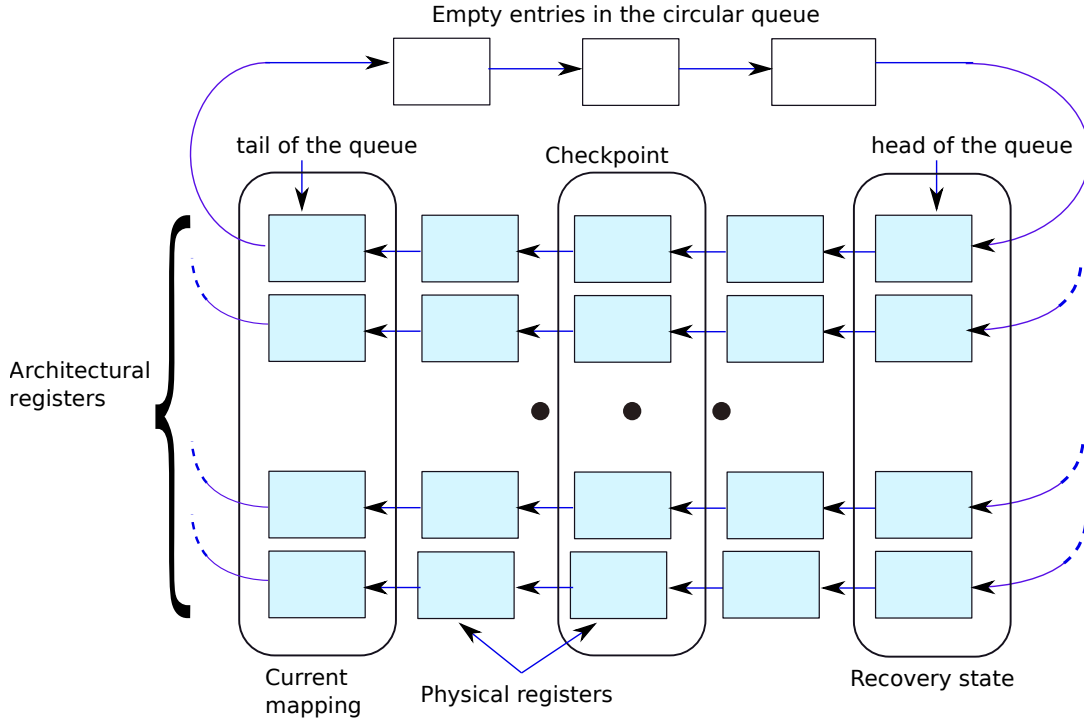 Empty entries in the circular queue
tail of the queue
Checkpoint
head of the queue
Architectural
registers
Current
mapping
Physical registers
Recovery state